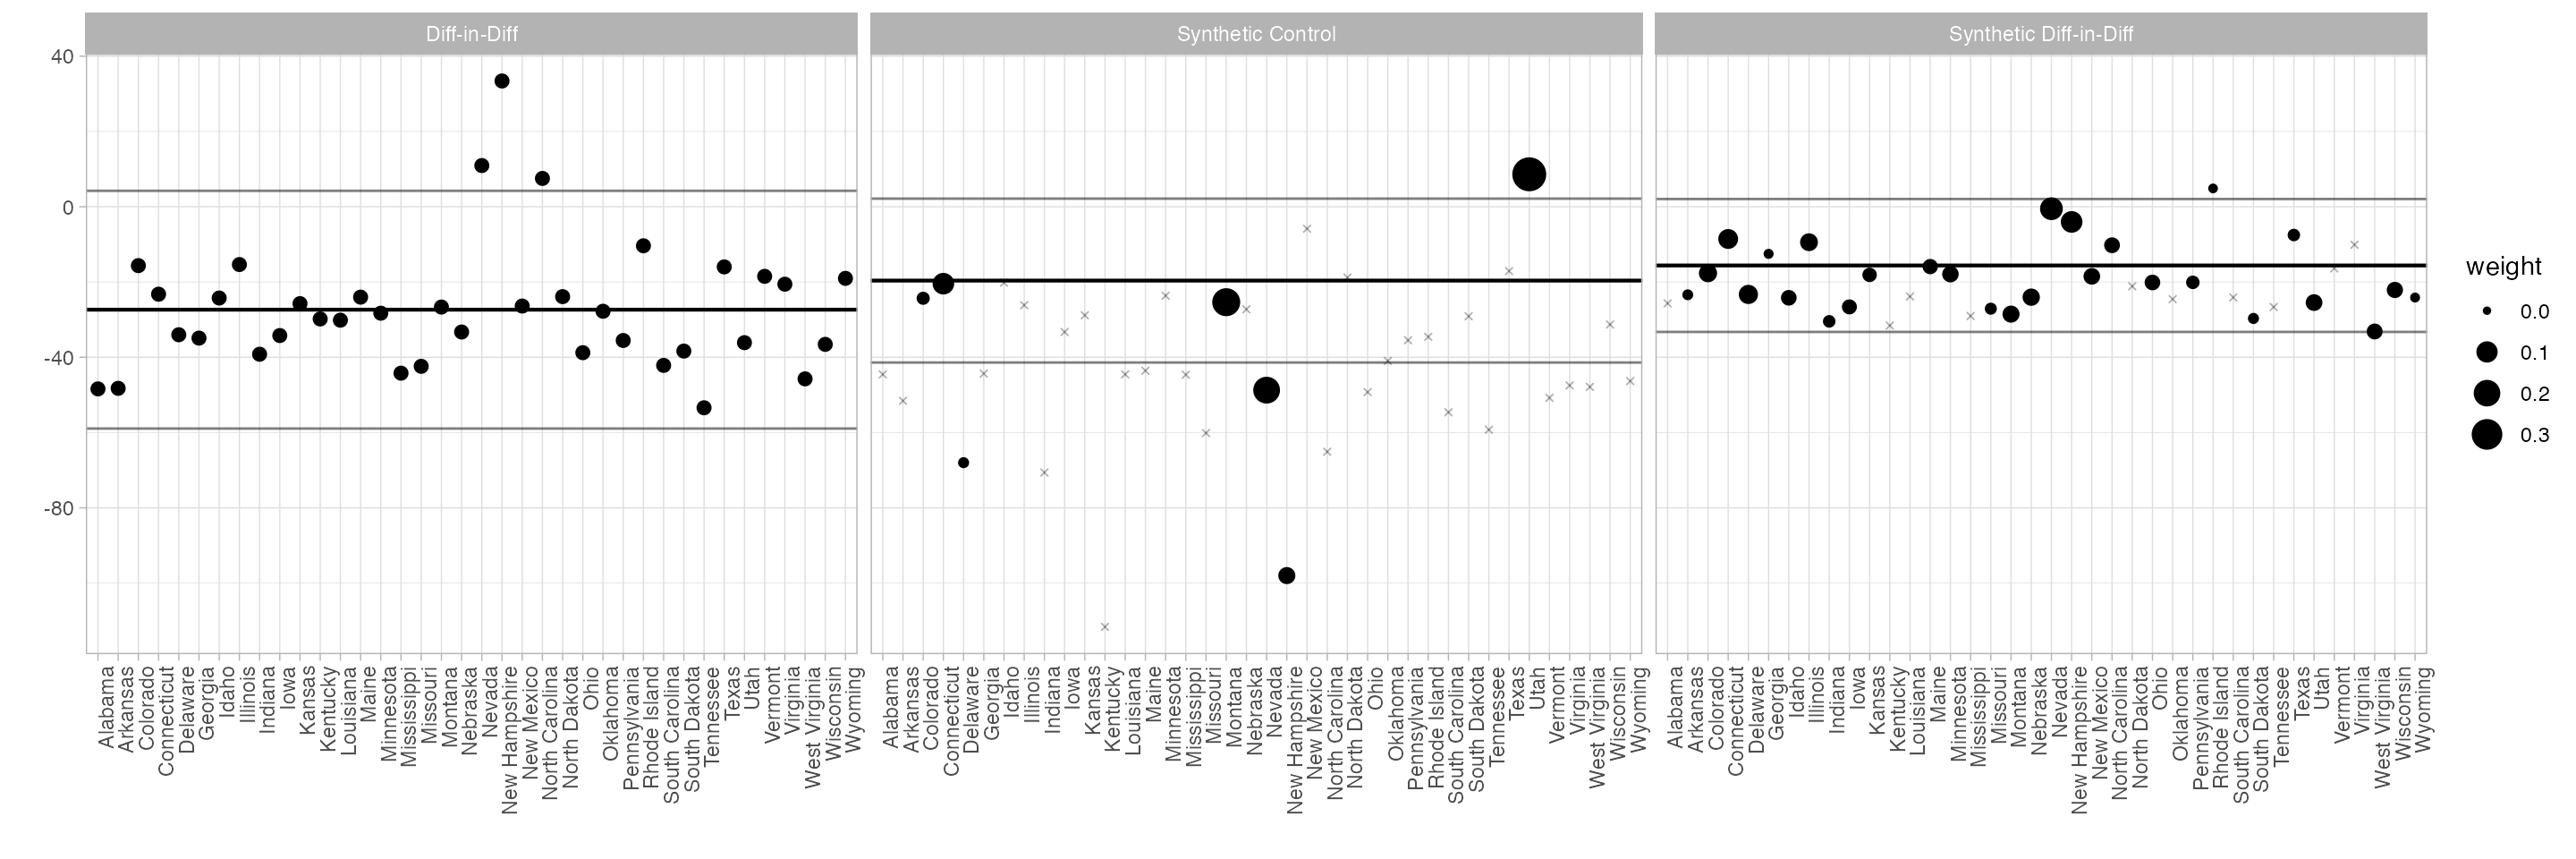 Diff-in-Diff
Synthetic Control
Synthetic Diff-in-Diff
40
0
-40
-80
Alabama
Arkansas
Colorado
Connecticut
Delaware
Georgia
Idaho
Illinois
Indiana
Iowa
Kansas
Kentucky
Louisiana
Maine
Minnesota
Mississippi
Missouri
Montana
Nebraska
Nevada
New Hampshire
New Mexico
North Carolina
North Dakota
Ohio
Oklahoma
Pennsylvania
Rhode Island
South Carolina
South Dakota
Tennessee
Texas
Utah
Vermont
Virginia
West Virginia
Wisconsin
Wyoming
Alabama
Arkansas
Colorado
Connecticut
Delaware
Georgia
Idaho
Illinois
Indiana
Iowa
Kansas
Kentucky
Louisiana
Maine
Minnesota
Mississippi
Missouri
Montana
Nebraska
Nevada
New Hampshire
New Mexico
North Carolina
North Dakota
Ohio
Oklahoma
Pennsylvania
Rhode Island
South Carolina
South Dakota
Tennessee
Texas
Utah
Vermont
Virginia
West Virginia
Wisconsin
Wyoming
Alabama
Arkansas
Colorado
Connecticut
Delaware
Georgia
Idaho
Illinois
Indiana
Iowa
Kansas
Kentucky
Louisiana
Maine
Minnesota
Mississippi
Missouri
Montana
Nebraska
Nevada
New Hampshire
New Mexico
North Carolina
North Dakota
Ohio
Oklahoma
Pennsylvania
Rhode Island
South Carolina
South Dakota
Tennessee
Texas
Utah
Vermont
Virginia
West Virginia
Wisconsin
Wyoming
weight
0.0
0.1
0.2
0.3